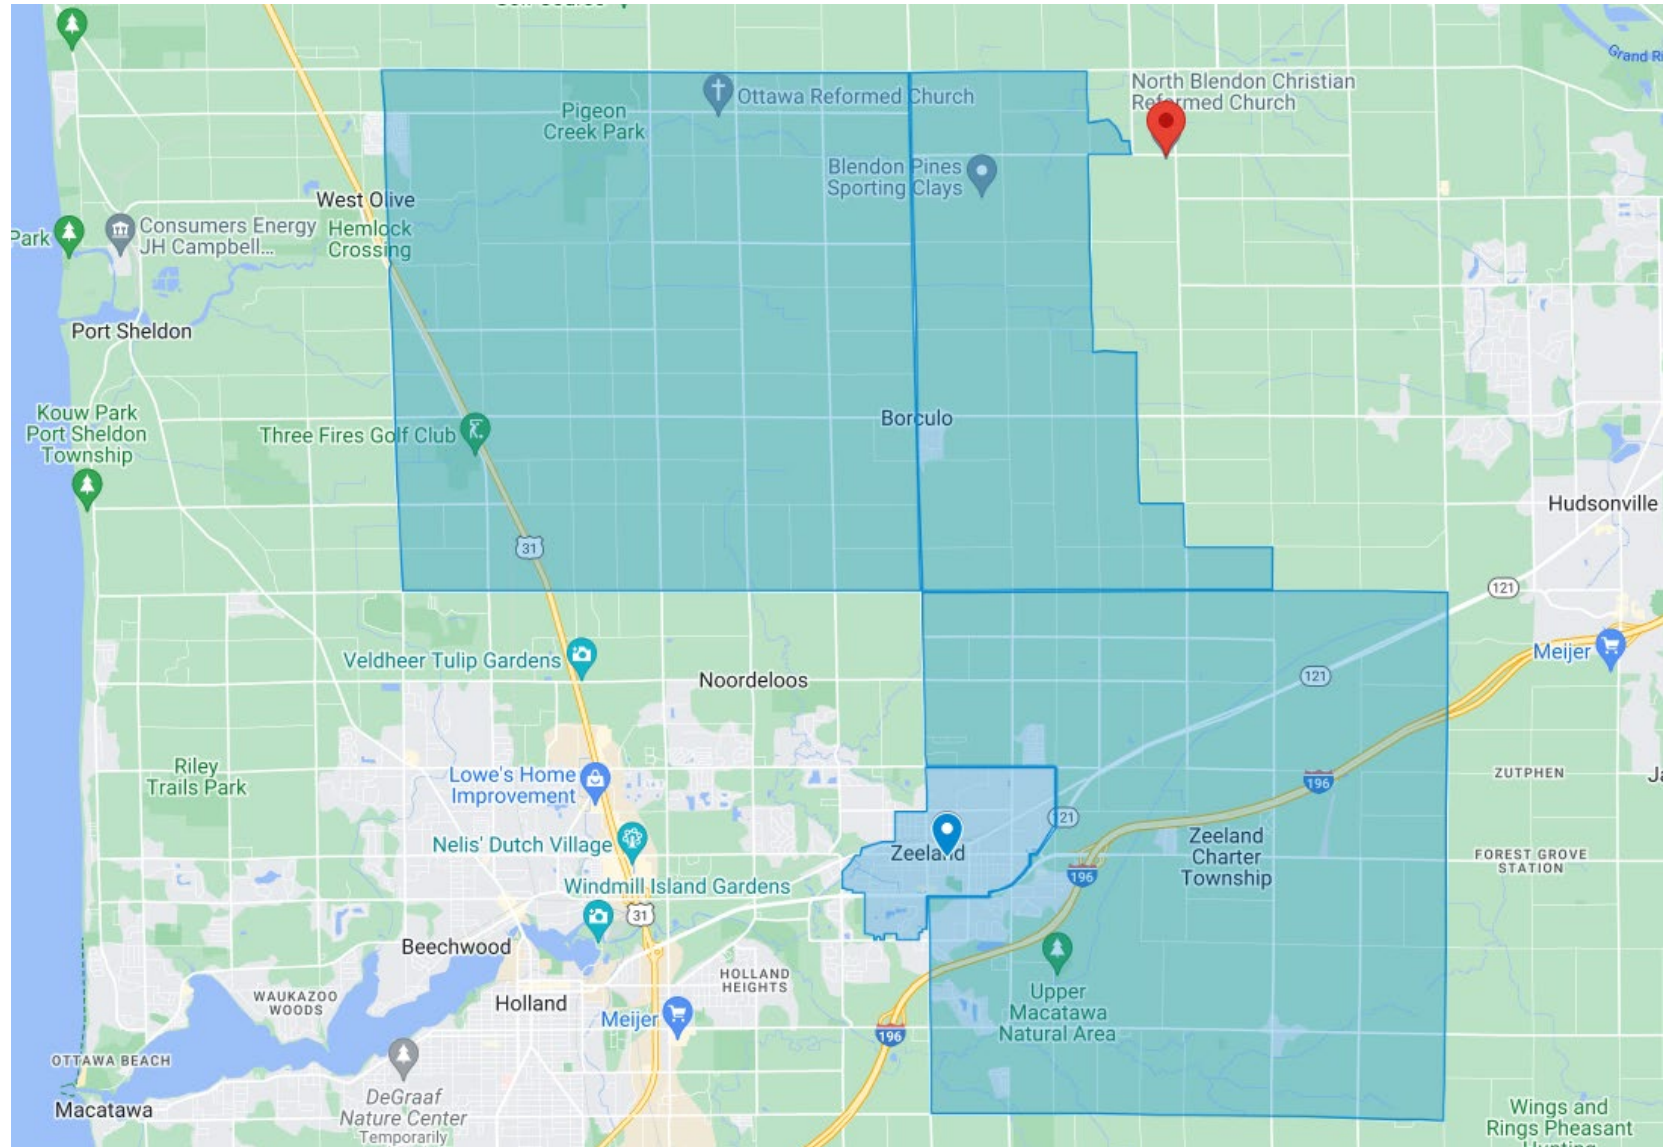 Grand Ri
North Blendon Christian
Reformed Church
Ottawa Reformed Church
Pigeon
Creek Park
Blendon Pines
Sporting Clays
West Olive
Park
Consumers Energy
JH Campbell...
Hemlock
Crossing
Port Sheldon
Kouw Park
Port Sheldon
Township
Three Fires Golf Club
Borculo
Hudsonville
31
121
Veldheer Tulip Gardens
Noordeloos
121
Meijer
Riley
Trails Park
Lowe's Home
Improvement
196
ZUTPHEN
Ja
Nelis' Dutch Village
Zeeland
21
Zeeland
Charter
Township
FOREST GROVE
STATION
196
Windmill Island Gardens
31
Beechwood
HOLLAND
HEIGHTS
WAUKAZOO
WOODS
Holland
Meijer
Upper
Macatawa
Natural Area
196
OTTAWA BEACH
Macatawa
DeGraaf
Nature Center
Temporarily
Wings and
Rings Pheasant